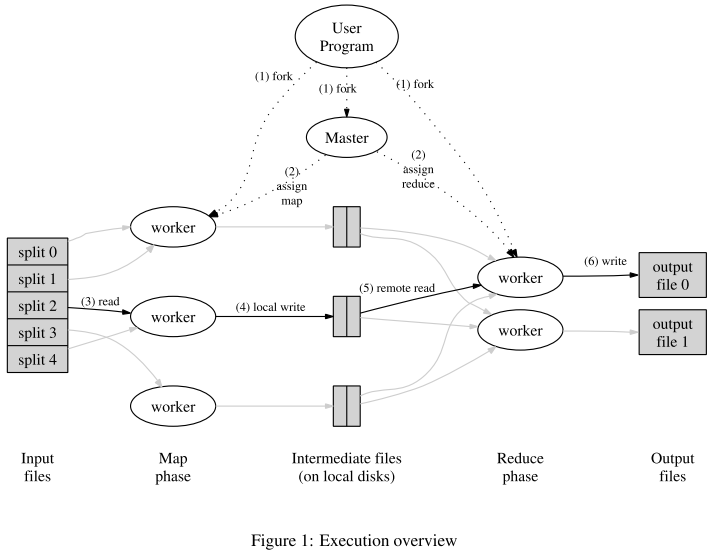 User
Program
(1) fork
(1) fork
(1) fork
Master
(2)
assign
map
(2)
assign
reduce
worker
split 0
split 1
split 2
split 3
split 4
(3) read
worker
(4) local write
(5) remote read
worker
(6) write
output
file 0
worker
output
file 1
worker
Input
files
Map
phase
Intermediate files
(on local disks)
Reduce
phase
Output
files
Figure 1: Execution overview